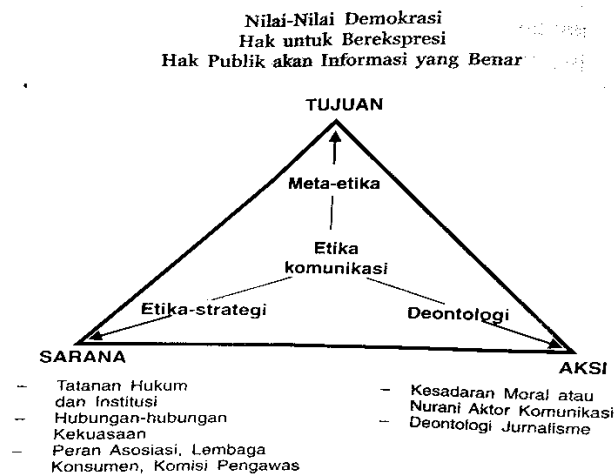 Nilai-Nilai Demokrasi
Hak untuk Berekspresi
Hak Publik akan Informasi yang Benar
TUJUAN
Meta-etika
Etika
komunikasi
Etika-strategi
Deontologi
SARANA
AKSI
– Tatanan Hukum
dan Institusi
– Hubungan-hubungan
Kekuasaan
– Peran Asosiasi, Lembaga
Konsumen, Komisi Pengawas
– Kesadaran Moral atau
Nurani Aktor Komunikasi
– Deontologi Jurnalisme